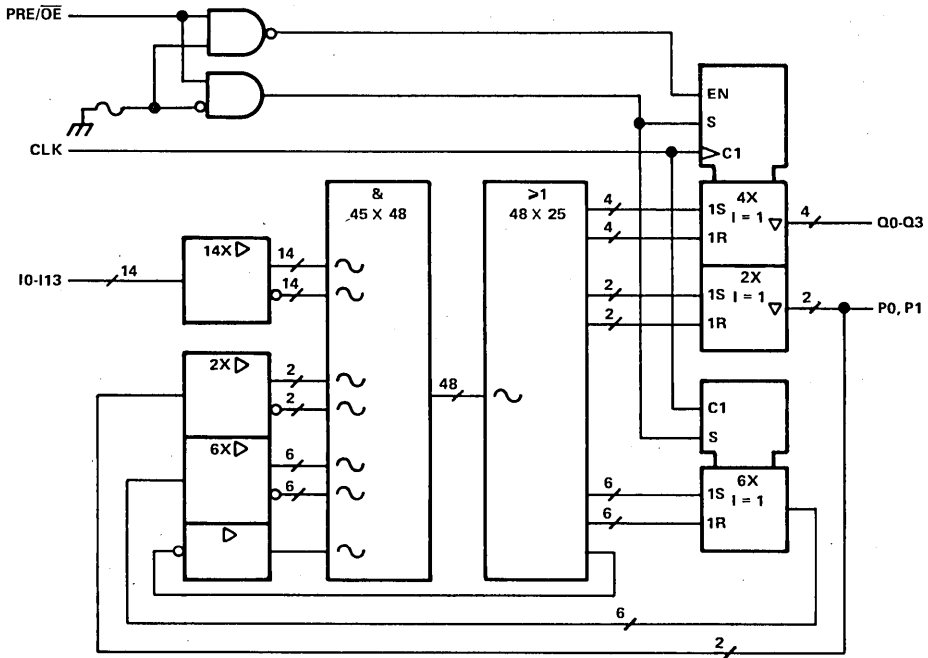 PRE/OE
EN
S
CLK
C1
&
45 X 48
≥1
48 X 25
4
1S
4X
I = 1
▽
4
Q0-Q3
4
1R
I0-I13
14
14X ▷
14
14
2
1S
2X
I = 1
▽
2
P0, P1
2
1R
2X ▷
2
2
48
C1
S
6X ▷
6
6
6
1S
6X
I = 1
6
1R
▷
6
2